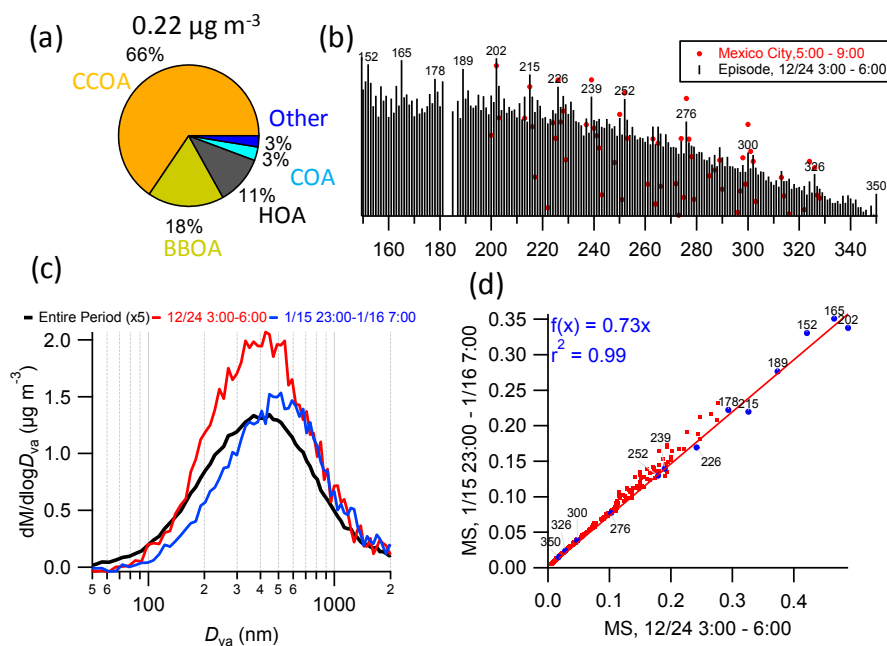 (a)
0.22 µg m-3
66%
CCOA
Other
3%
3%
COA
11%
HOA
18%
BBOA
(b)
Mexico City,5:00 - 9:00
Episode, 12/24 3:00 - 6:00
152 165 178 189 202 215 226 239 252 276 300 326 350
160 180 200 220 240 260 280 300 320 340
(c)
Entire Period (x5) 12/24 3:00-6:00 1/15 23:00-1/16 7:00
2.0
1.5
1.0
0.5
0.0
dM/dlogDva (µg m-3)
5 6 8 2 3 4 5 6 8 2
100 1000
Dva (nm)
(d)
f(x) = 0.73x
r2 = 0.99
0.35
0.30
0.25
0.20
0.15
0.10
0.05
0.00
MS, 1/15 23:00 - 1/16 7:00
165
152 202
189
178 215
239
252 226
300
326 276
350
0.0 0.1 0.2 0.3 0.4
MS, 12/24 3:00 - 6:00